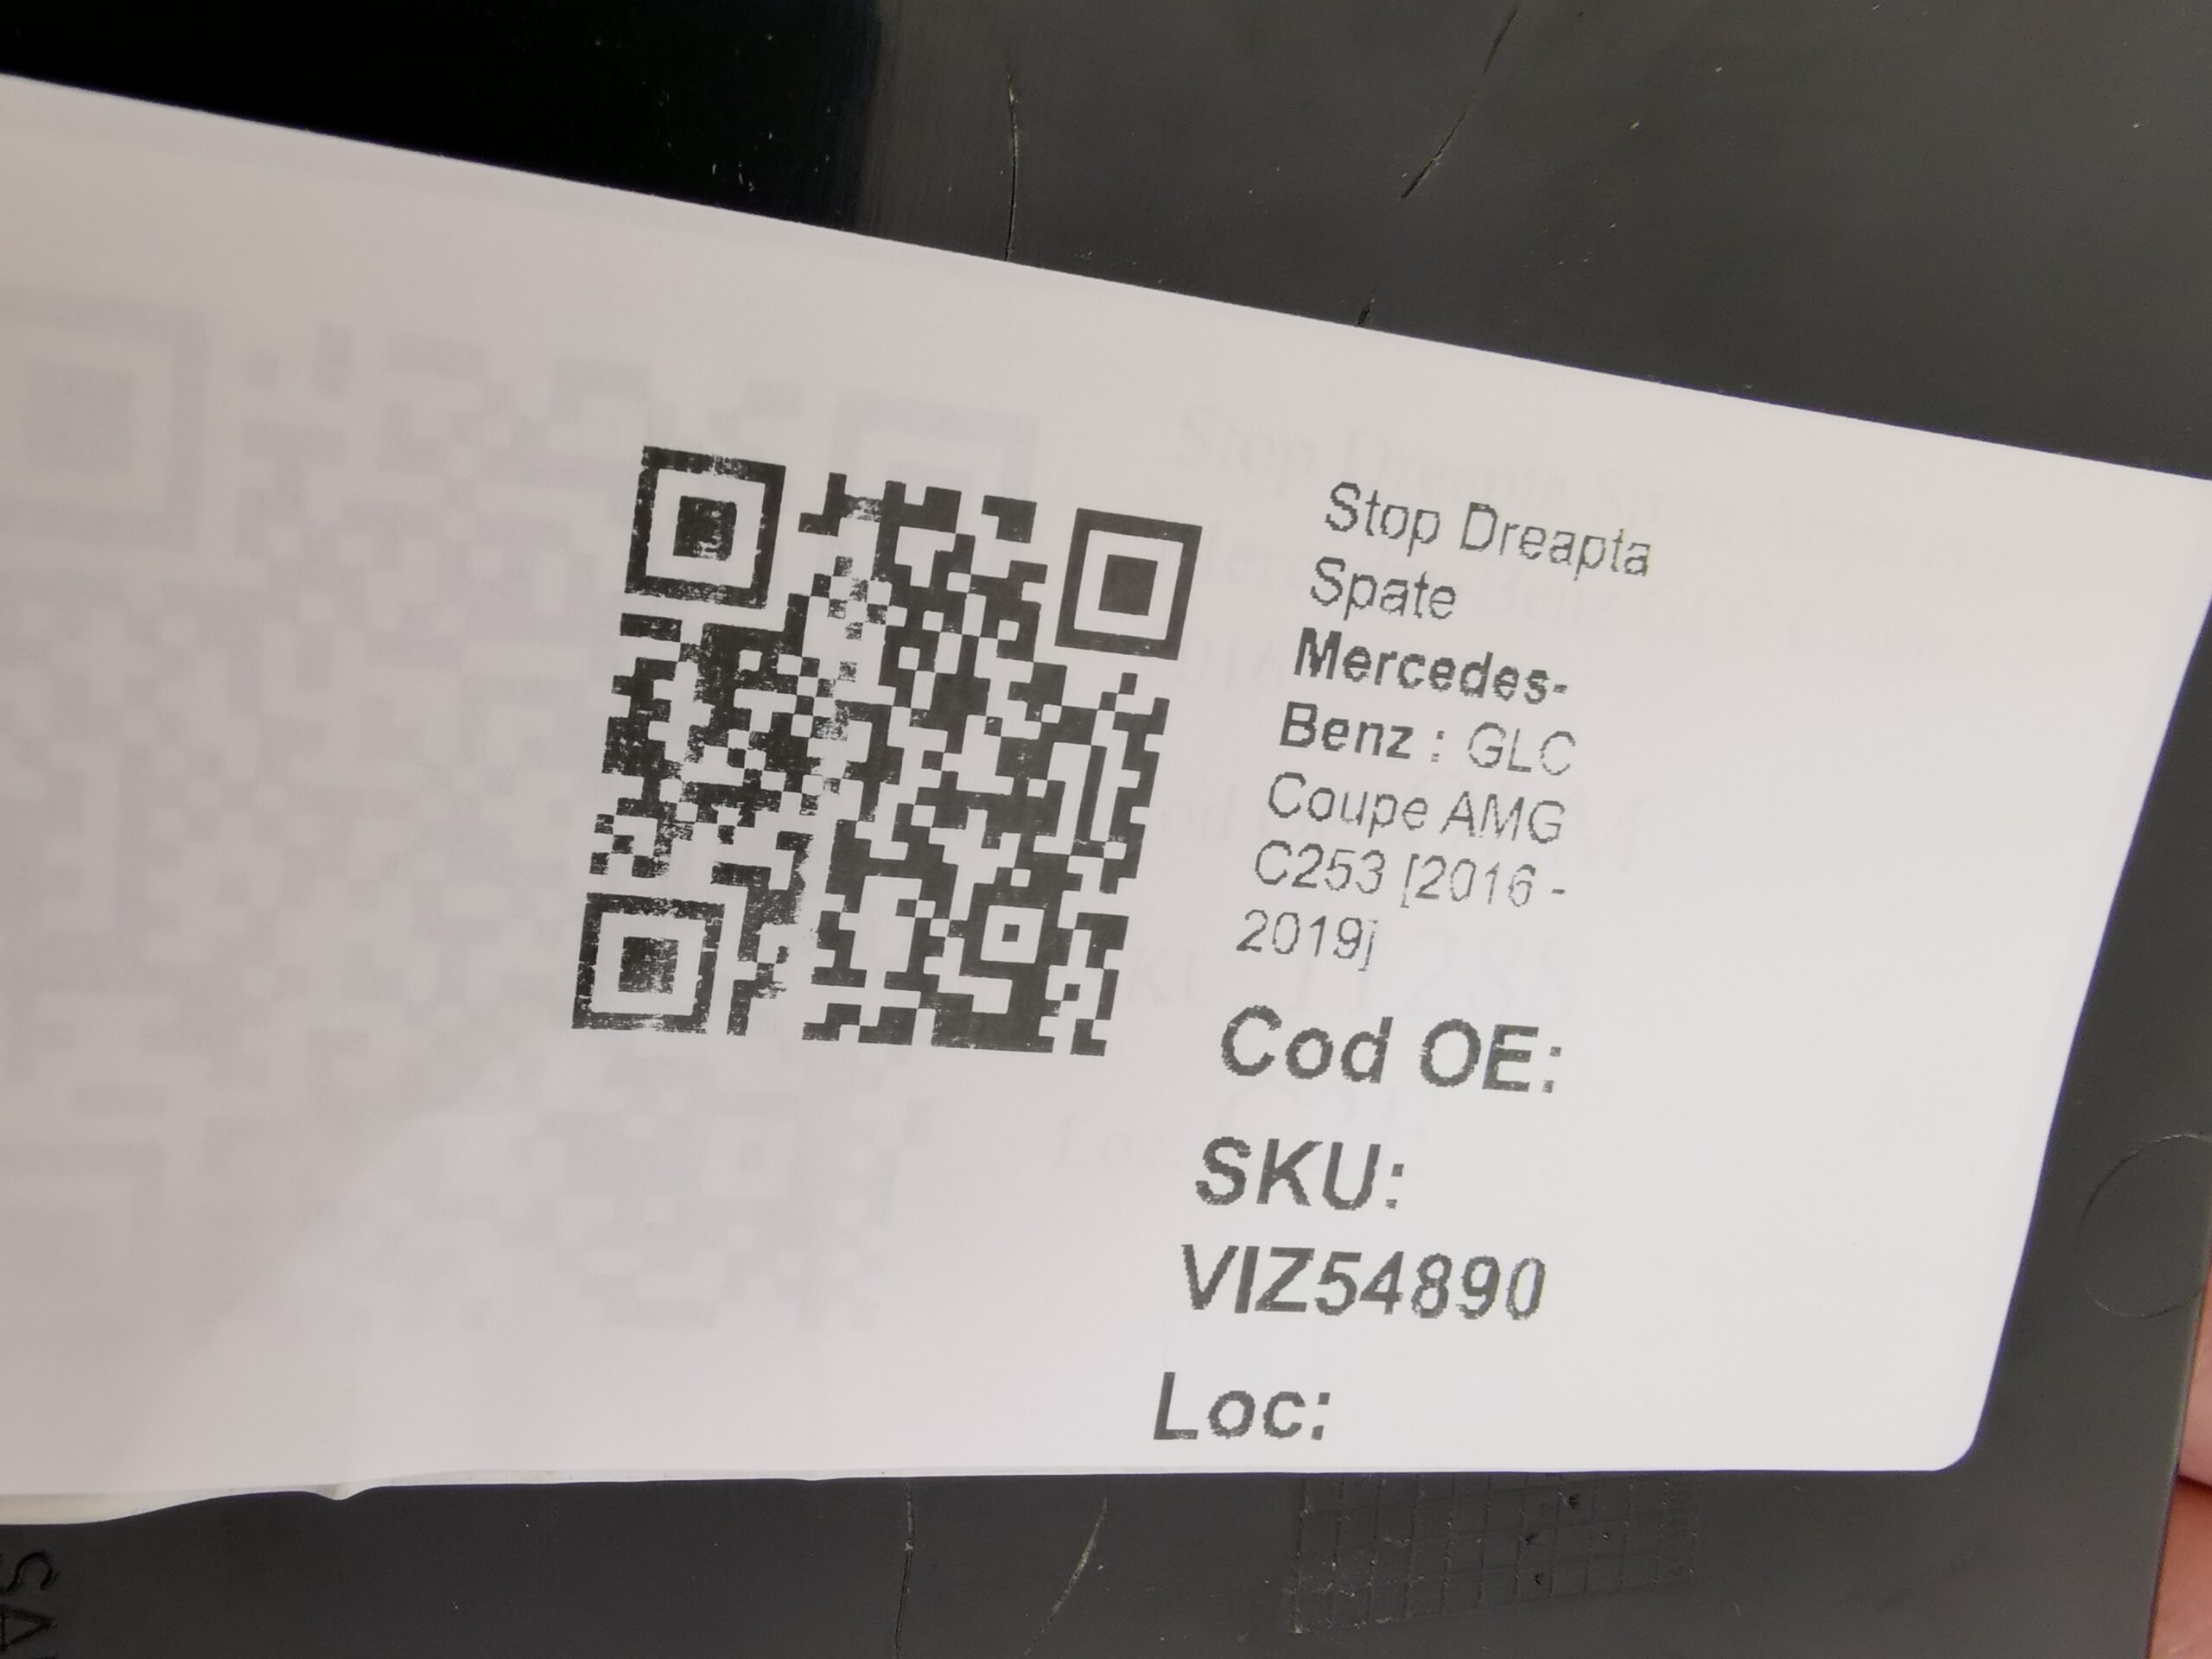 Stop Dreapta
Spate
Mercedes-
Benz : GLC
Coupe AMG
C253 [2016 -
2019]
Cod OE:
SKU:
VIZ54890
Loc: